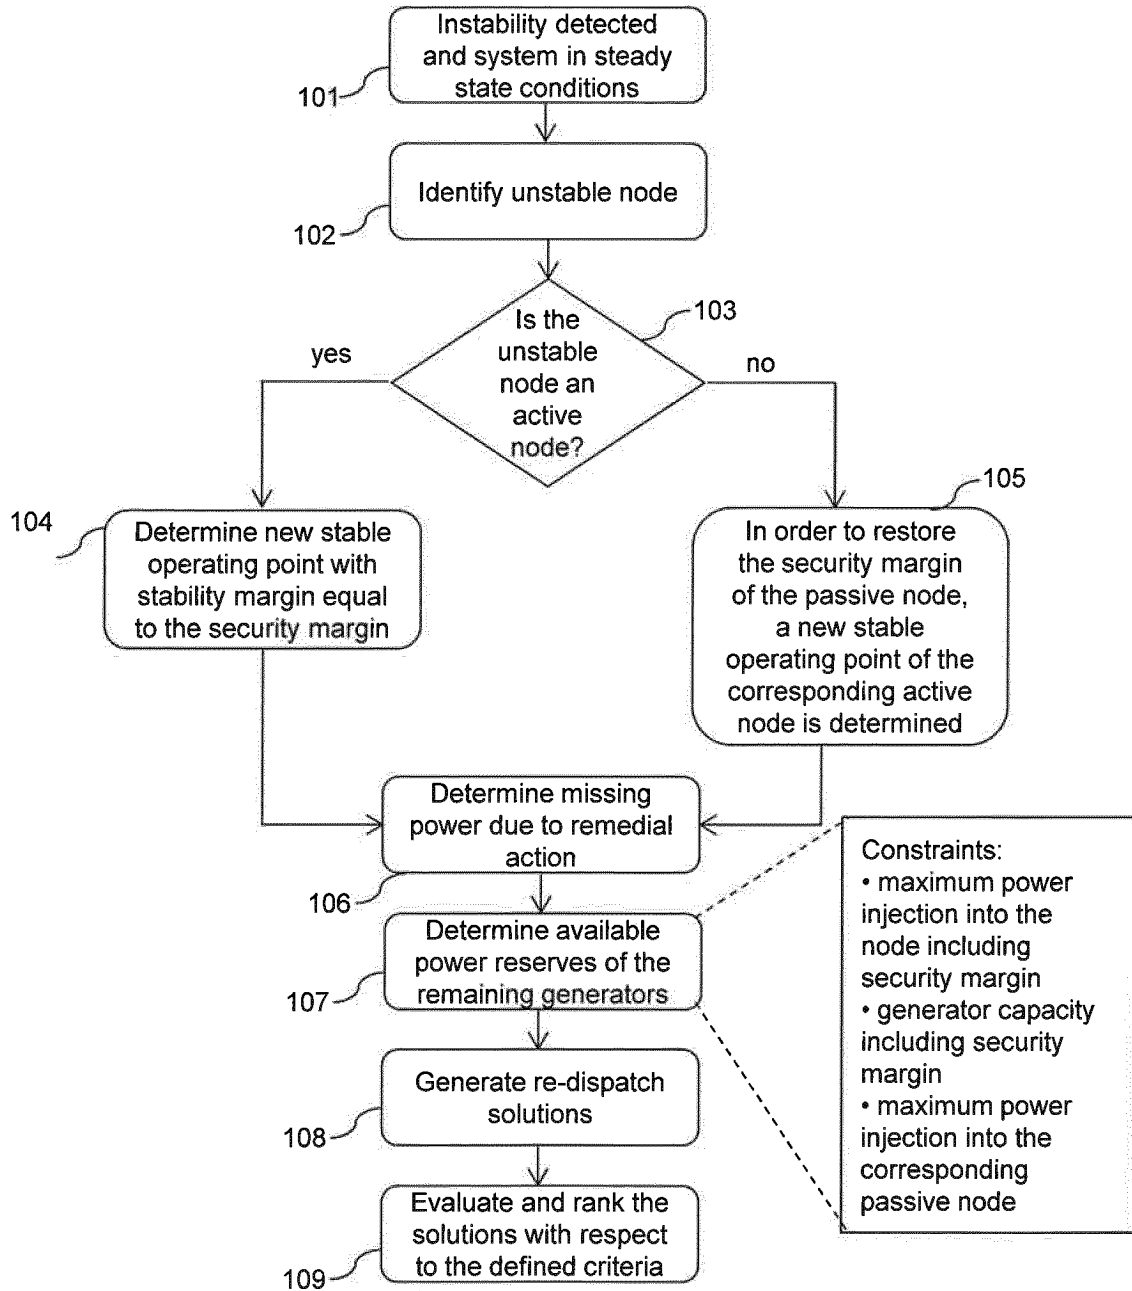 Instability detected
and system in steady
state conditions
101
Identify unstable node
102
Is the
unstable
node an
active
node?
103
yes
no
104
Determine new stable
operating point with
stability margin equal
to the security margin
105
In order to restore
the security margin
of the passive node,
a new stable
operating point of the
corresponding active
node is determined
Determine missing
power due to remedial
action
106
Determine available
power reserves of the
remaining generators
107
Constraints:
• maximum power
injection into the
node including
security margin
• generator capacity
including security
margin
• maximum power
injection into the
corresponding
passive node
Generate re-dispatch
solutions
108
Evaluate and rank the
solutions with respect
to the defined criteria
109